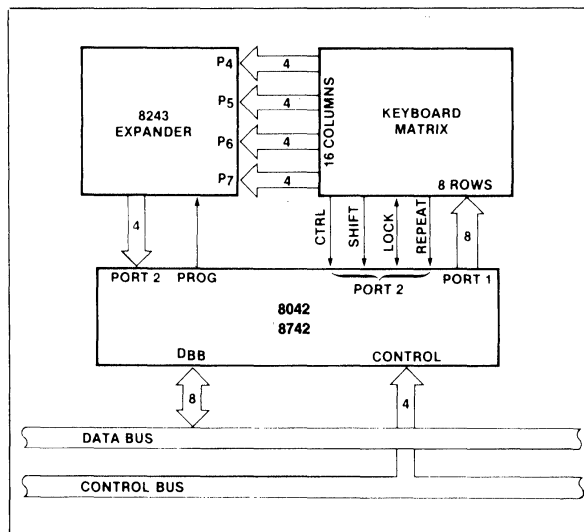 8243
EXPANDER
P4
P5
P6
P7
4
4
4
4
16 COLUMNS
KEYBOARD
MATRIX
8 ROWS
4
CTRL
SHIFT
LOCK
REPEAT
8
PORT 2
PROG
PORT 2
PORT 1
8042
8742
DBB
CONTROL
8
4
DATA BUS
CONTROL BUS